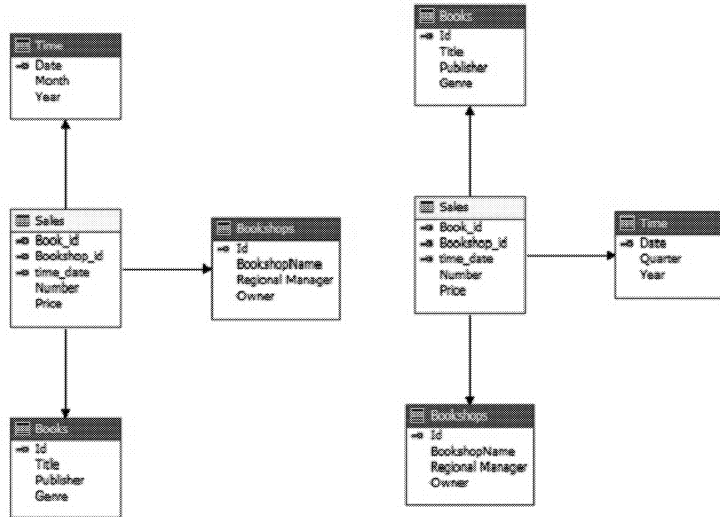 Time
Date
Month
Year
Sales
Book_id
Bookshop_id
time_date
Number
Price
Bookshops
Id
BookshopName
Regional Manager
Owner
Books
Id
Title
Publisher
Genre
Books
Id
Title
Publisher
Genre
Sales
Book_id
Bookshop_id
time_date
Number
Price
Time
Date
Quarter
Year
Bookshops
Id
BookshopName
Regional Manager
Owner